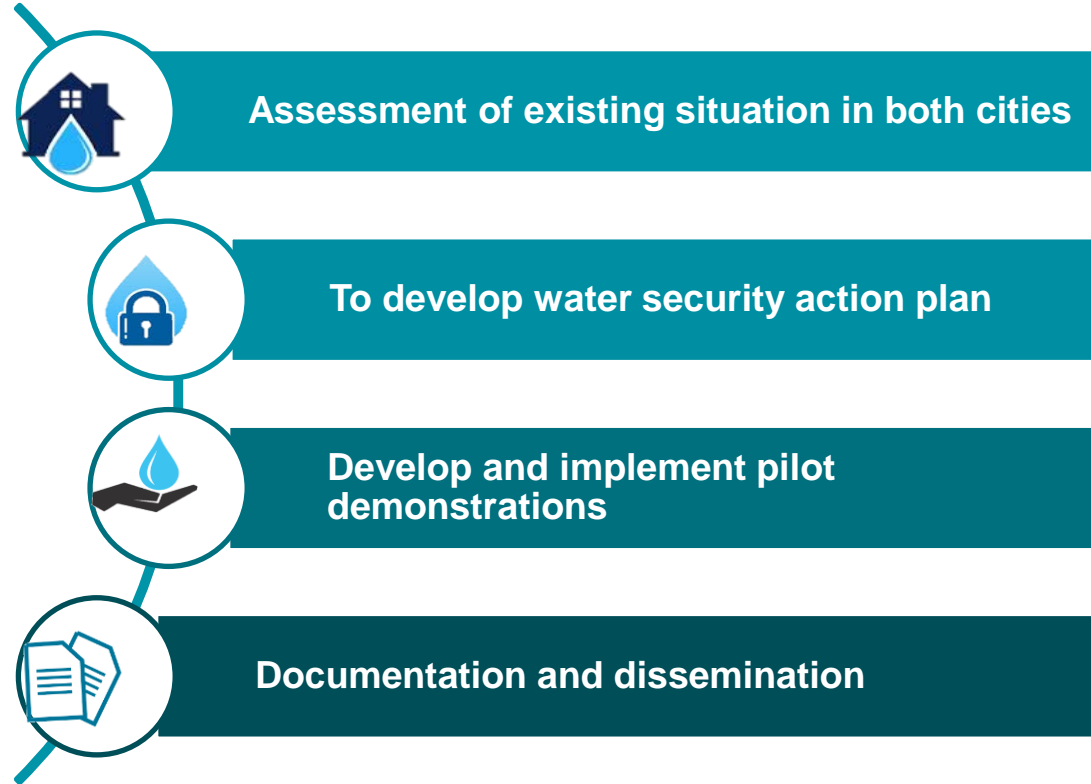 Assessment of existing situation in both cities
To develop water security action plan
Develop and implement pilot
demonstrations
Documentation and dissemination